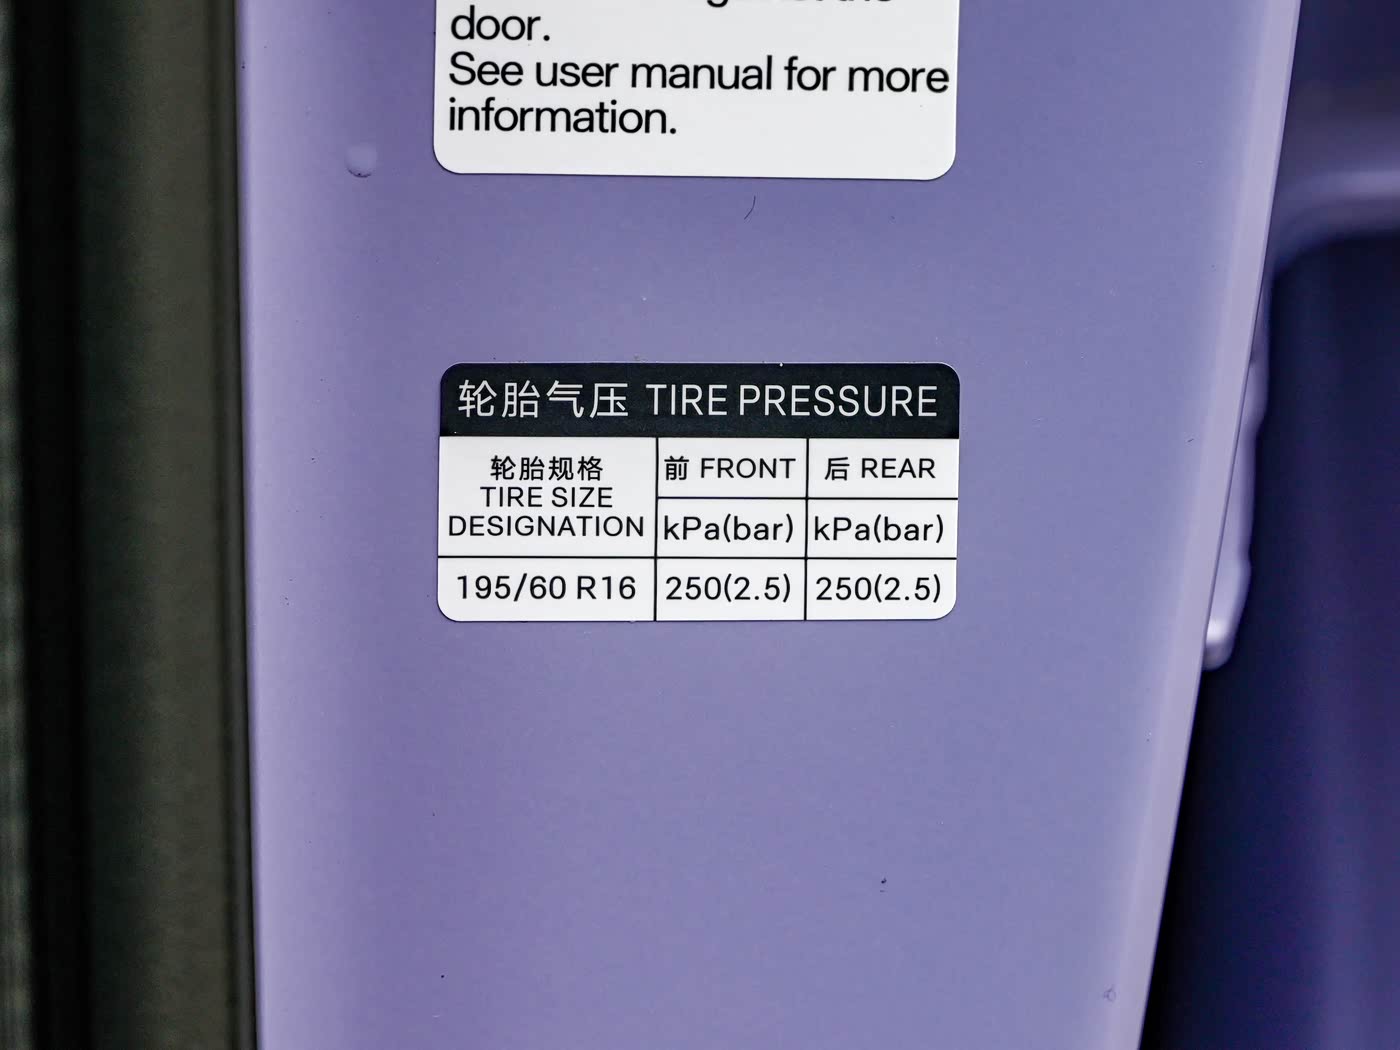 door.
See user manual for more
information.
轮胎气压 TIRE PRESSURE
轮胎规格
TIRE SIZE
DESIGNATION
前 FRONT
后 REAR
kPa(bar)
kPa(bar)
195/60 R16
250(2.5)
250(2.5)